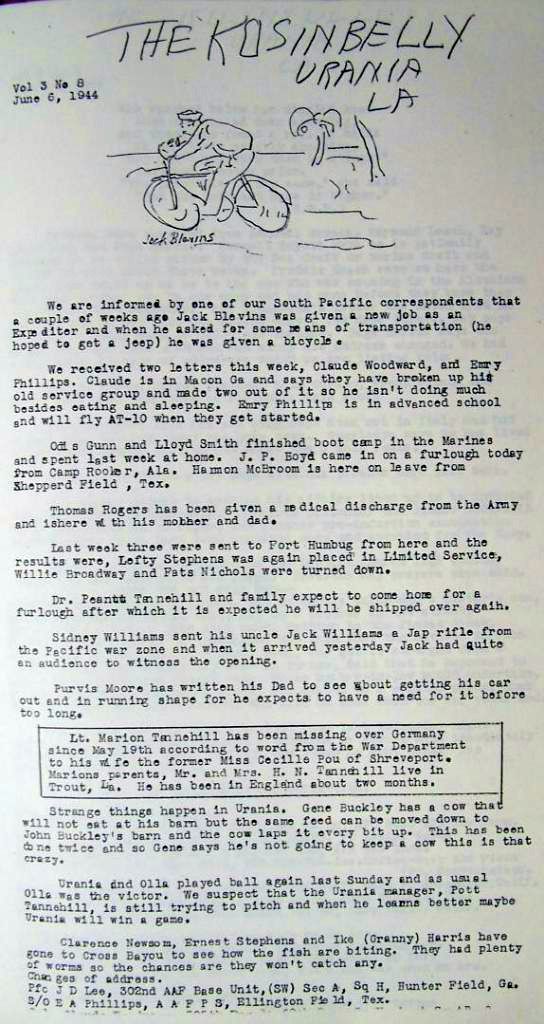 THE KOSINBELLY
URANIA
LA
Vol 3 No 8
June 6, 1944
Jack Blevins
We are informed by one of our South Pacific correspondents that
a couple of weeks ago Jack Blevins was given a new job as an
Expediter and when he asked for some means of transportation (he
hoped to get a jeep) he was given a bicycle.
We received two letters this week, Claude Woodward, and Emry
Phillips. Claude is in Macon Ga and says they have broken up his
old service group and made two out of it so he isn't doing much
besides eating and sleeping. Emry Phillips is in advanced school
and will fly AT-10 when they get started.
Odis Gunn and Lloyd Smith finished boot camp in the Marines
and spent last week at home. J. P. Boyd came in on a furlough today
from Camp Rooker, Ala. Harmon McBroom is here on leave from
Shepperd Field , Tex.
Thomas Rogers has been given a medical discharge from the Army
and ishere with his mother and dad.
Last week three were sent to Fort Humbug from here and the
results were, Lefty Stephens was again placed in Limited Service,
Willie Broadway and Fats Nichols were turned down.
Dr. Peanut Tannehill and family expect to come home for a
furlough after which it is expected he will be shipped over again.
Sidney Williams sent his uncle Jack Williams a Jap rifle from
the Pacific war zone and when it arrived yesterday Jack had quite
an audience to witness the opening.
Purvis Moore has written his Dad to see about getting his car
out and in running shape for he expects to have a need for it before
too long.
Lt. Marion Tannehill has been missing over Germany
since May 19th according to word from the War Department
to his wife the former Miss Cecille Pou of Shreveport.
Marions parents, Mr. and Mrs. H. N. Tannehill live in
Trout, La. He has been in England about two months.
Strange things happen in Urania. Gene Buckley has a cow that
will not eat at his barn but the same feed can be moved down to
John Buckley's barn and the cow laps it every bit up. This has been
done twice and so Gene says he's not going to keep a cow this is that
crazy.
Urania and Olla played ball again last Sunday and as usual
Olla was the victor. We suspect that the Urania manager, Pott
Tannehill, is still trying to pitch and when he learns better maybe
Urania will win a game.
Clarence Newsom, Ernest Stephens and Ike (Granny) Harris have
gone to Cross Bayou to see how the fish are biting. They had plenty
of worms so the chances are they won't catch any.
Changes of address.
Pfc J D Lee, 302nd AAF Base Unit,(SW) Sec A, Sq H, Hunter Field, Ga.
S/O E A Phillips, A A F P S, Ellington Field, Tex.